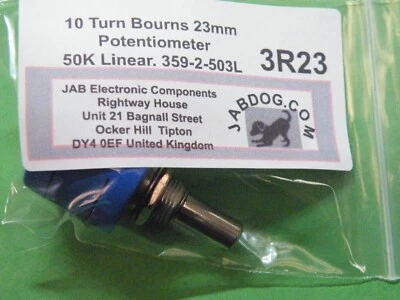 10 Turn Bourns 23mm
Potentiometer
50K Linear. 359-2-503L 3R23
JAB Electronic Components
Rightway House
Unit 21 Bagnall Street
Ocker Hill Tipton
DY4 0EF United Kingdom
JABDOG.COM